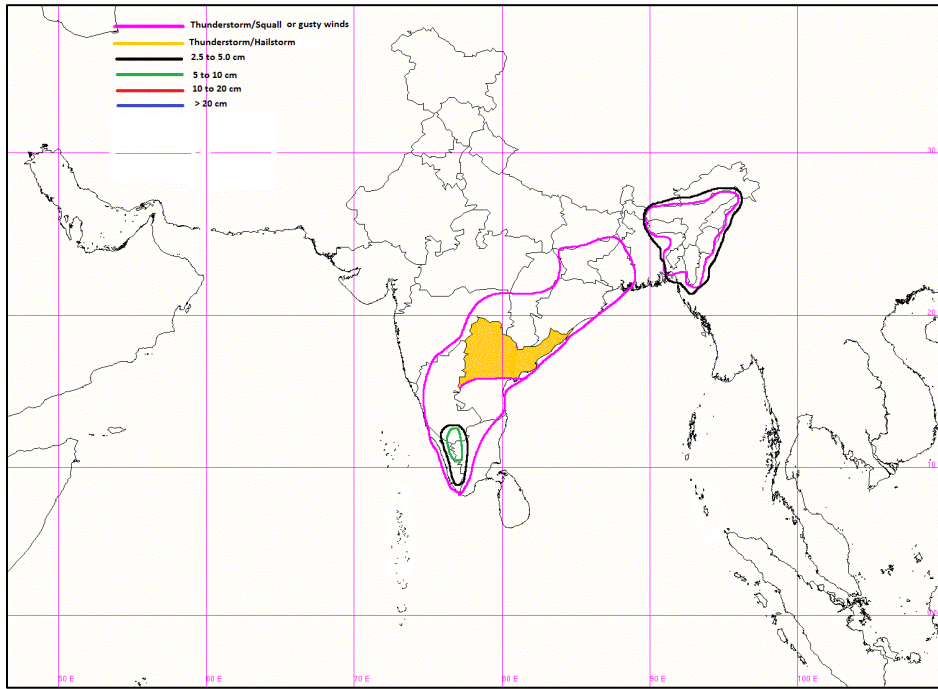 Thunderstorm/Squall or gusty winds
Thunderstorm/Hailstorm
2.5 to 5.0 cm
5 to 10 cm
10 to 20 cm
> 20 cm
30
20
10
50 E
60 E
70 E
80 E
90 E
100 E